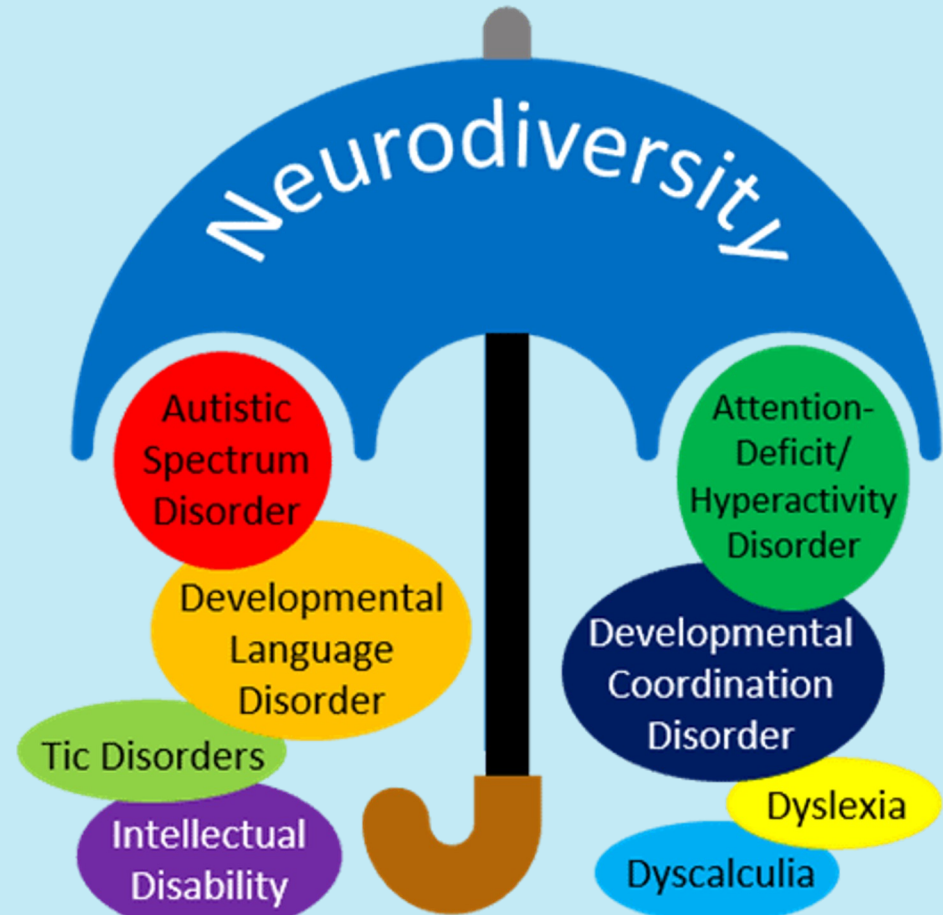 Neurodiversity
Autistic
Spectrum
Disorder
Developmental
Language
Disorder
Tic Disorders
Intellectual
Disability
Attention-
Deficit/
Hyperactivity
Disorder
Developmental
Coordination
Disorder
Dyslexia
Dyscalculia